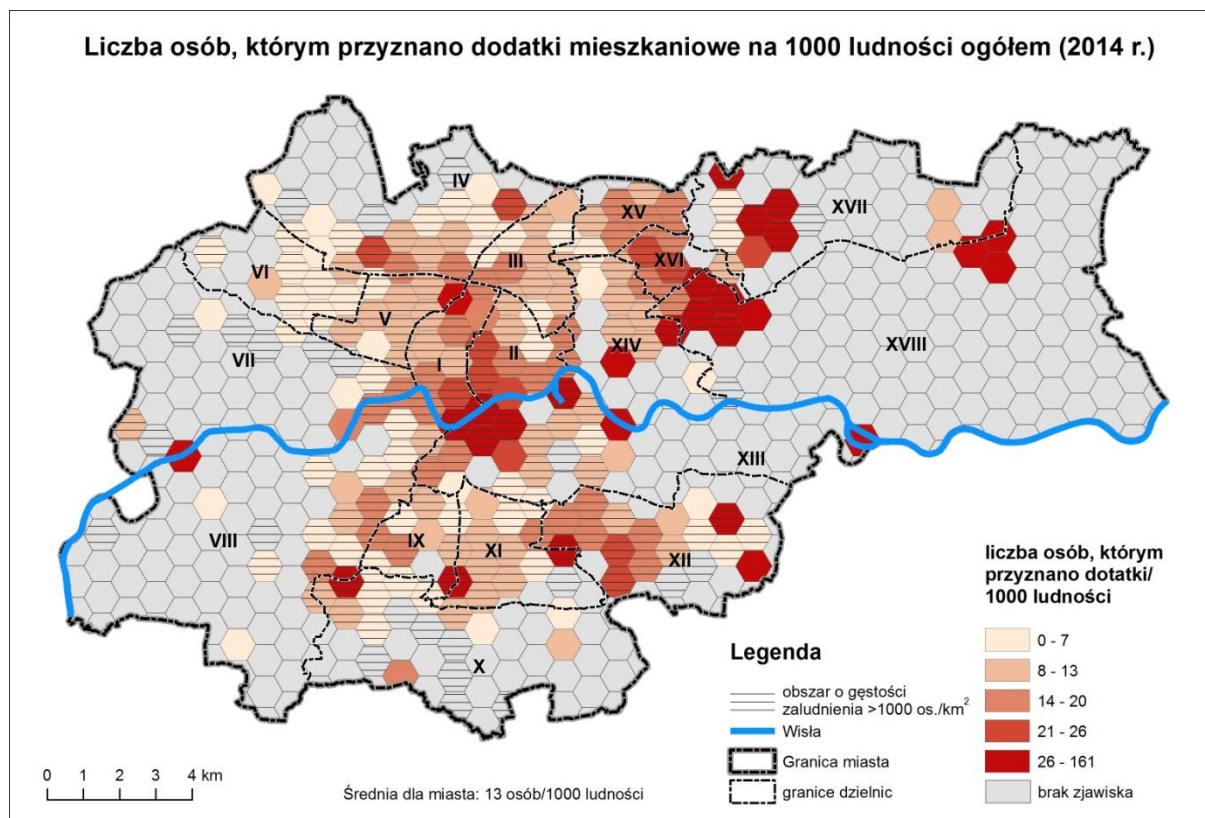 Liczba osób, którym przyznano dodatki mieszkaniowe na 1000 ludności ogółem (2014 r.)
IV
XV
XVII
III
XVI
VI
V
I
II
XIV
XVIII
VII
XIII
VIII
IX
XI
XII
X
Legenda
obszar o gęstości
zaludnienia >1000 os./km²
Wisła
Granica miasta
granice dzielnic
liczba osób, którym
przyznano dotatki/
1000 ludności
0 - 7
8 - 13
14 - 20
21 - 26
26 - 161
brak zjawiska
0 1 2 3 4 km
Średnia dla miasta: 13 osób/1000 ludności